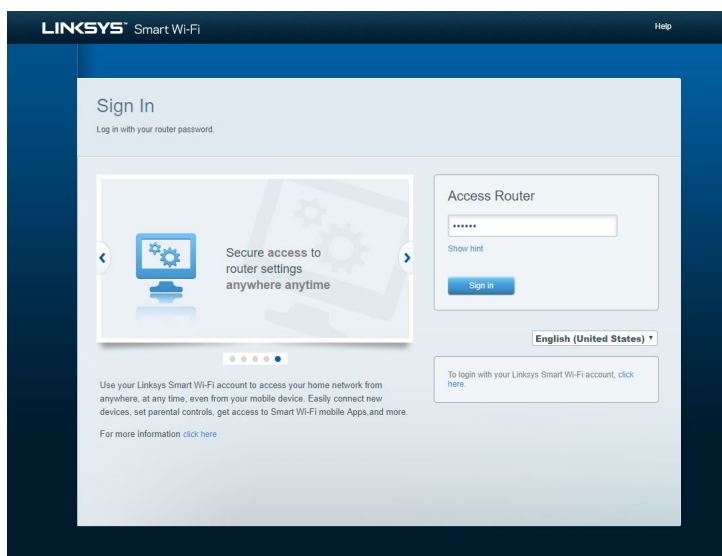 LINKSYS™ Smart Wi-Fi
Help
Sign In
Log in with your router password.
Secure access to
router settings
anywhere anytime
Access Router
••••••
Show hint
Sign in
English (United States)
Use your Linksys Smart Wi-Fi account to access your home network from
anywhere, at any time, even from your mobile device. Easily connect new
devices, set parental controls, get access to Smart Wi-Fi mobile Apps,and more.
For more information click here
To login with your Linksys Smart Wi-Fi account, click
here.